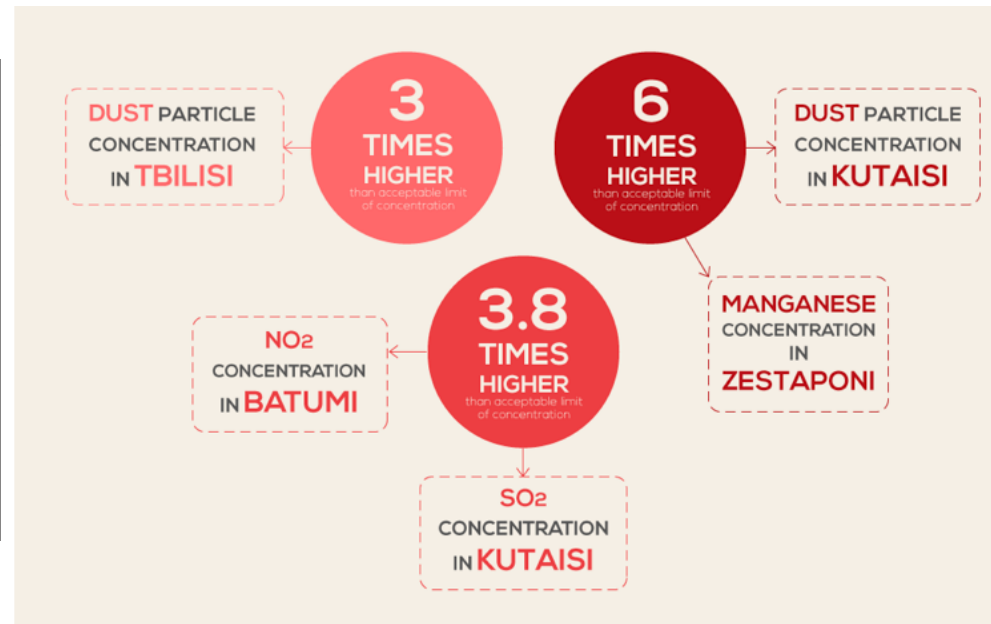 DUST PARTICLE
CONCENTRATION
IN TBILISI
3
TIMES
HIGHER
than acceptable limit
of concentration
6
TIMES
HIGHER
than acceptable limit
of concentration
DUST PARTICLE
CONCENTRATION
IN KUTAISI
MANGANESE
CONCENTRATION
IN
ZESTAPONI
3.8
TIMES
HIGHER
than acceptable limit
of concentration
NO2
CONCENTRATION
IN BATUMI
SO2
CONCENTRATION
IN KUTAISI